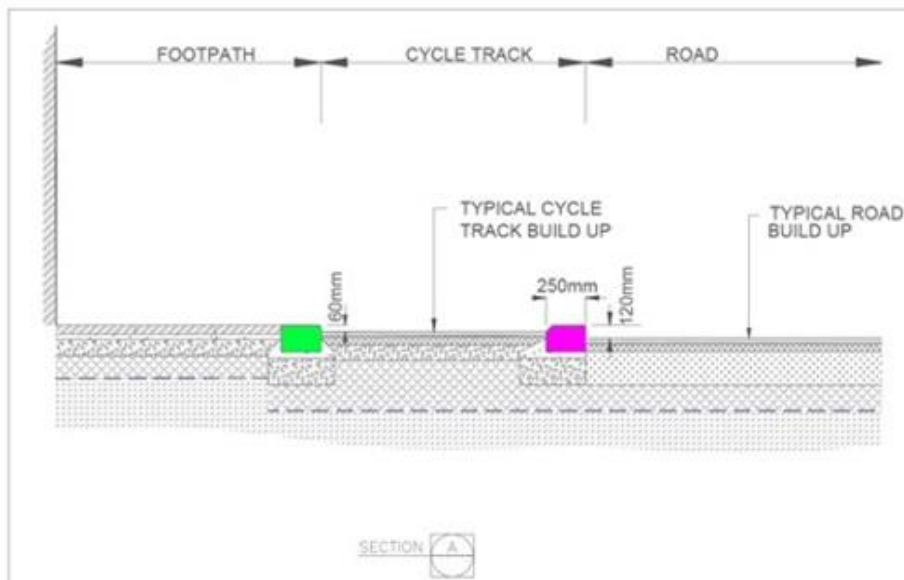 FOOTPATH
CYCLE TRACK
ROAD
TYPICAL CYCLE
TRACK BUILD UP
TYPICAL ROAD
BUILD UP
60mm
250mm
120mm
SECTION A